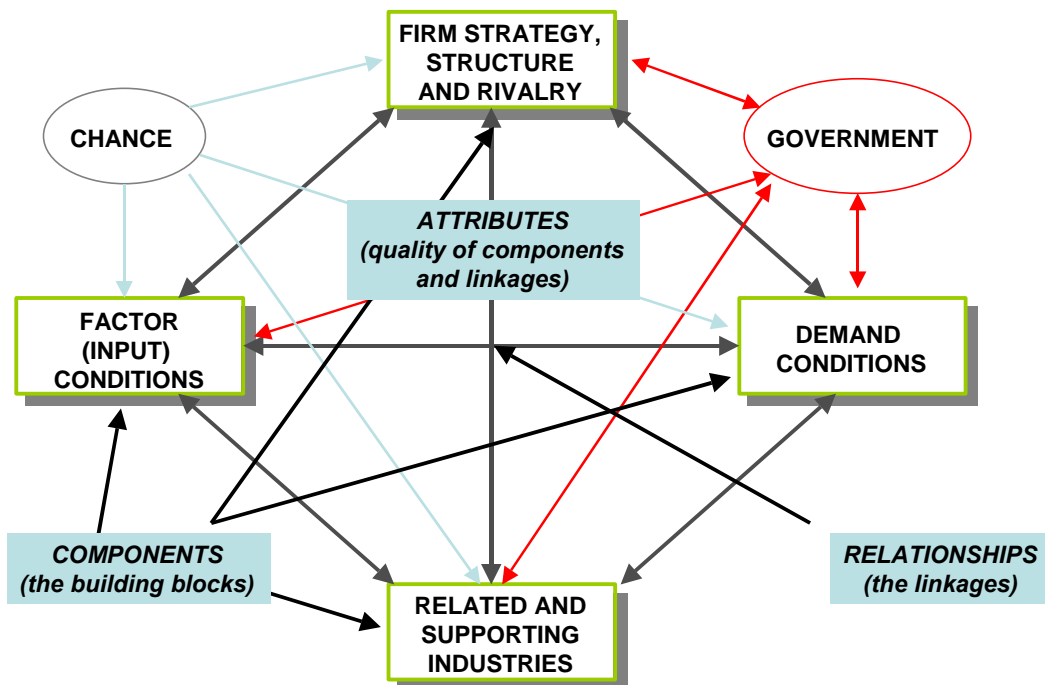 FIRM STRATEGY,
STRUCTURE
AND RIVALRY
CHANCE
GOVERNMENT
ATTRIBUTES
(quality of components
and linkages)
FACTOR
(INPUT)
CONDITIONS
DEMAND
CONDITIONS
COMPONENTS
(the building blocks)
RELATIONSHIPS
(the linkages)
RELATED AND
SUPPORTING
INDUSTRIES